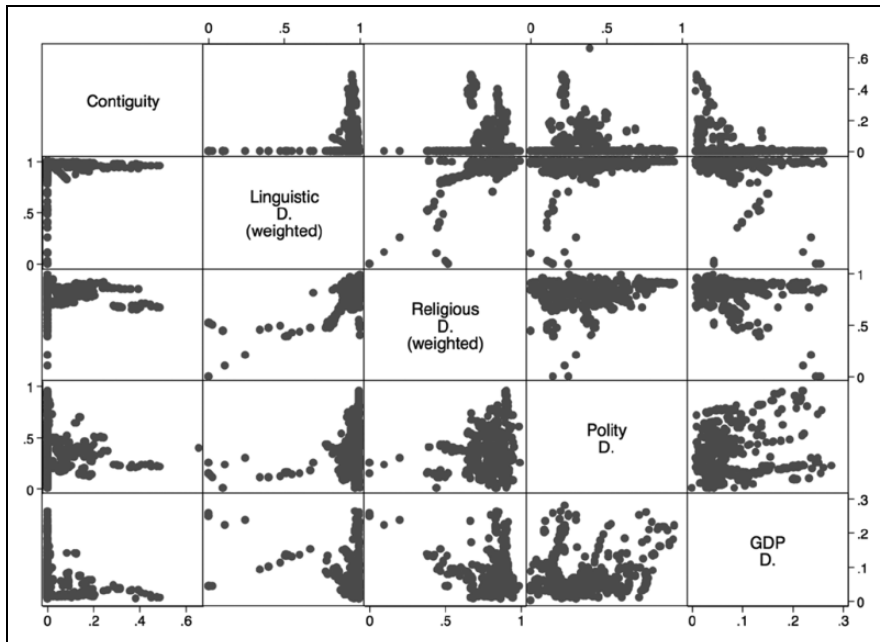 0 .5 1 0 .5 1
Contiguity
.6
.4
.2
0
1
.5
0
Linguistic
D.
(weighted)
Religious
D.
(weighted)
1
.5
0
1
.5
0
Polity
D.
GDP
D.
.3
.2
.1
0
0 .2 .4 .6 0 .5 1 0 .1 .2 .3